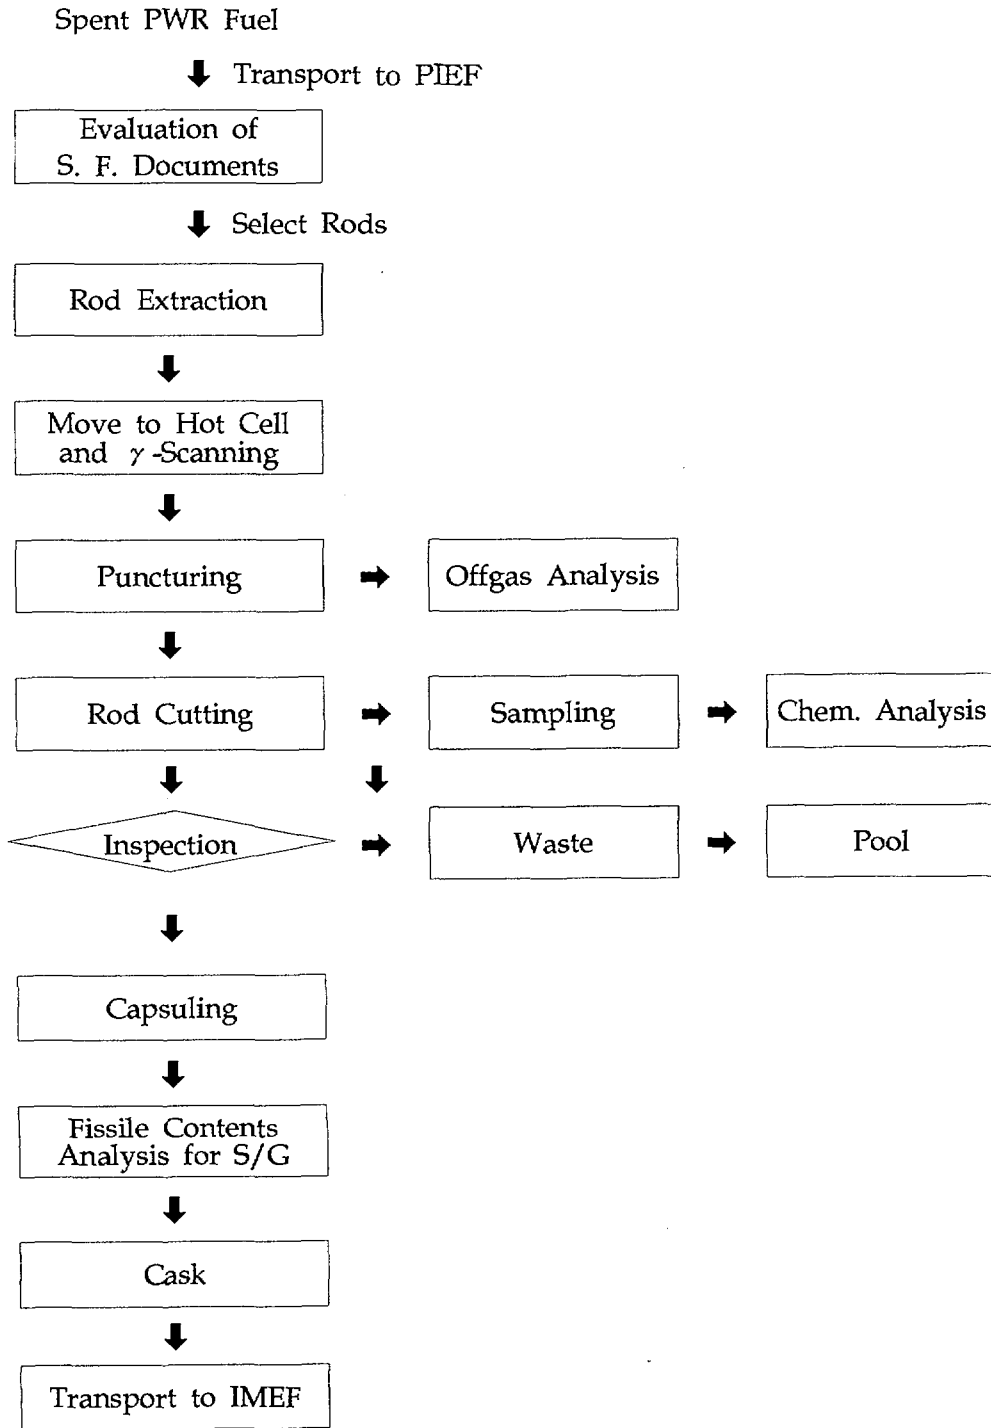 Spent PWR Fuel
Transport to PIEF
Evaluation of
S. F. Documents
Select Rods
Rod Extraction
Move to Hot Cell
and γ-Scanning
Puncturing
Offgas Analysis
Rod Cutting
Sampling
Chem. Analysis
Inspection
Waste
Pool
Capsuling
Fissile Contents
Analysis for S/G
Cask
Transport to IMEF